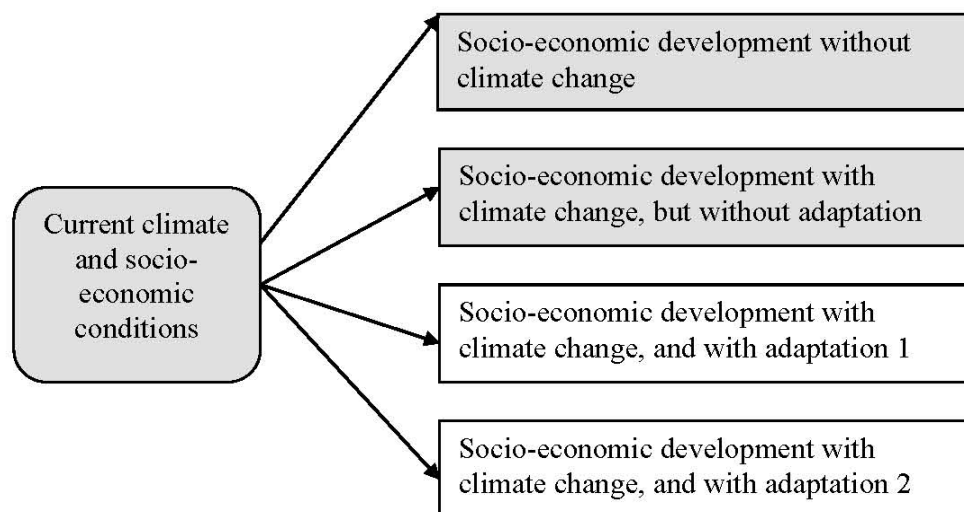 Current climate
and socio-
economic
conditions
Socio-economic development without
climate change
Socio-economic development with
climate change, but without adaptation
Socio-economic development with
climate change, and with adaptation 1
Socio-economic development with
climate change, and with adaptation 2